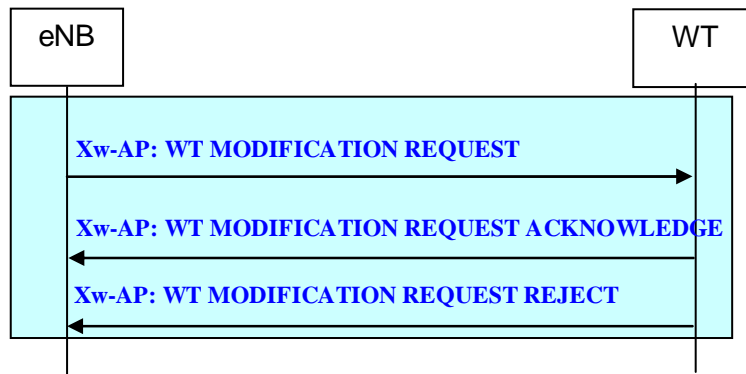 eNB
WT
Xw-AP: WT MODIFICATION REQUEST
Xw-AP: WT MODIFICATION REQUEST ACKNOWLEDGE
Xw-AP: WT MODIFICATION REQUEST REJECT